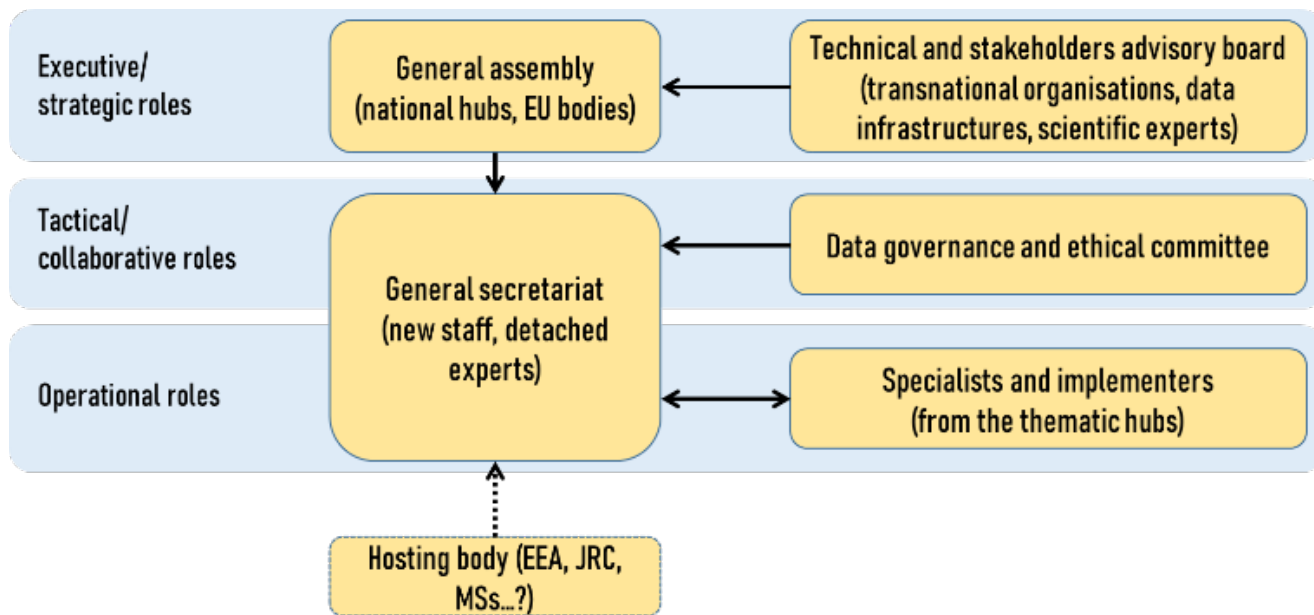 Executive/
strategic roles
General assembly
(national hubs, EU bodies)
Technical and stakeholders advisory board
(transnational organisations, data
infrastructures, scientific experts)
Tactical/
collaborative roles
General secretariat
(new staff, detached
experts)
Data governance and ethical committee
Operational roles
Specialists and implementers
(from the thematic hubs)
Hosting body (EEA, JRC,
MSs...?)